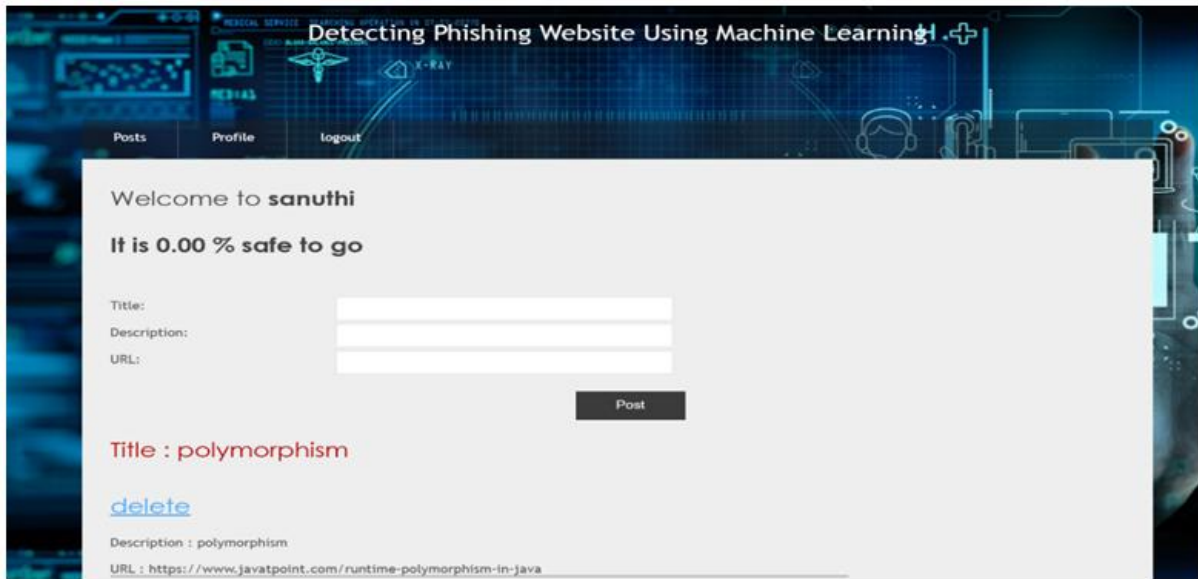 MEDICAL SERVICE
Detecting Phishing Website Using Machine Learning
H.
X-RAY
Posts Profile logout
Welcome to sanuthi
It is 0.00 % safe to go
Title:
Description:
URL:
Post
Title : polymorphism
delete
Description : polymorphism
URL : https://www.javatpoint.com/runtime-polymorphism-in-java